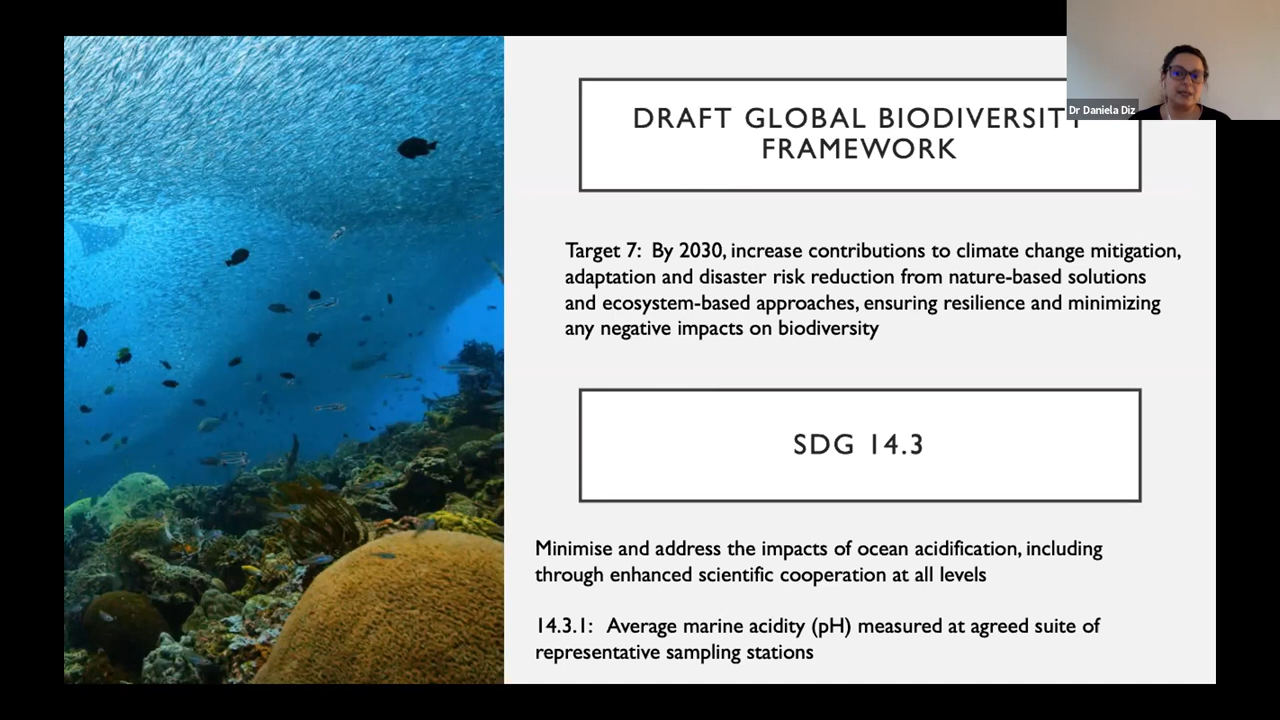 DRAFT GLOBAL BIODIVERSITY
FRAMEWORK
Dr Daniela Diz
Target 7: By 2030, increase contributions to climate change mitigation,
adaptation and disaster risk reduction from nature-based solutions
and ecosystem-based approaches, ensuring resilience and minimizing
any negative impacts on biodiversity
SDG 14.3
Minimise and address the impacts of ocean acidification, including
through enhanced scientific cooperation at all levels
14.3.1: Average marine acidity (pH) measured at agreed suite of
representative sampling stations